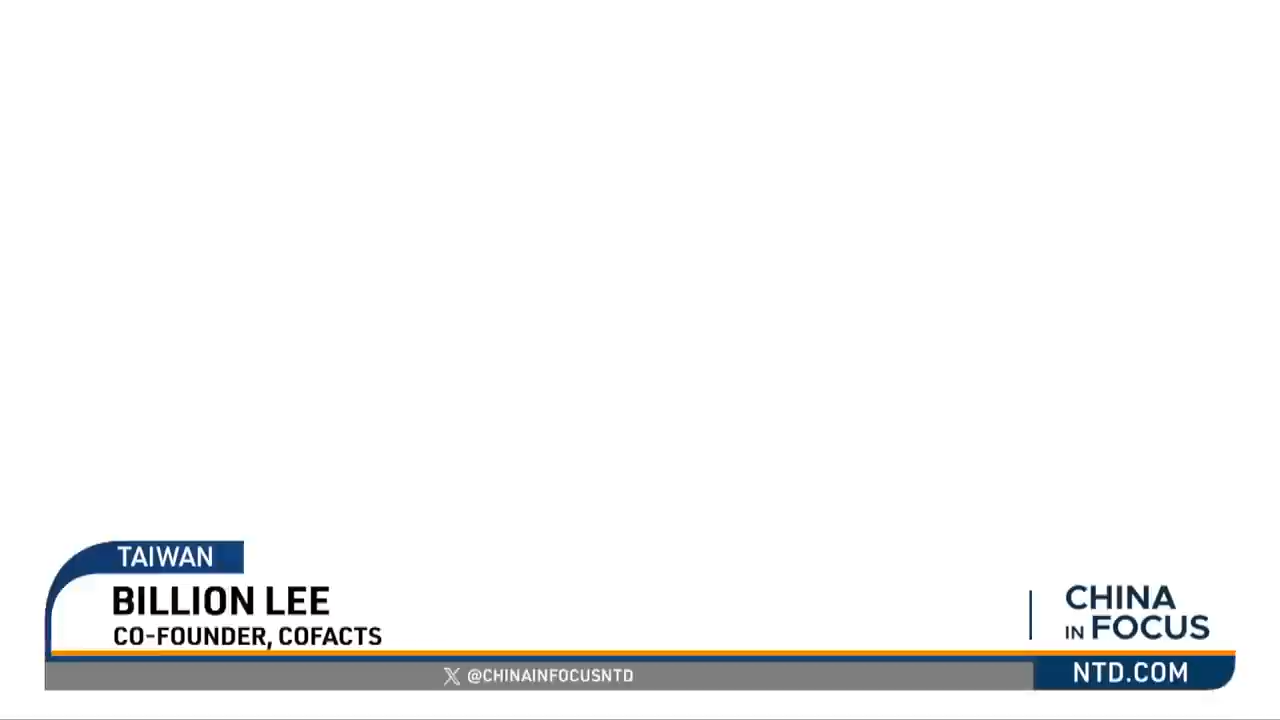 TAIWAN
BILLION LEE
CO-FOUNDER, COFACTS
CHINA
IN FOCUS
X @CHINAINFOCUSNTD
NTD.COM